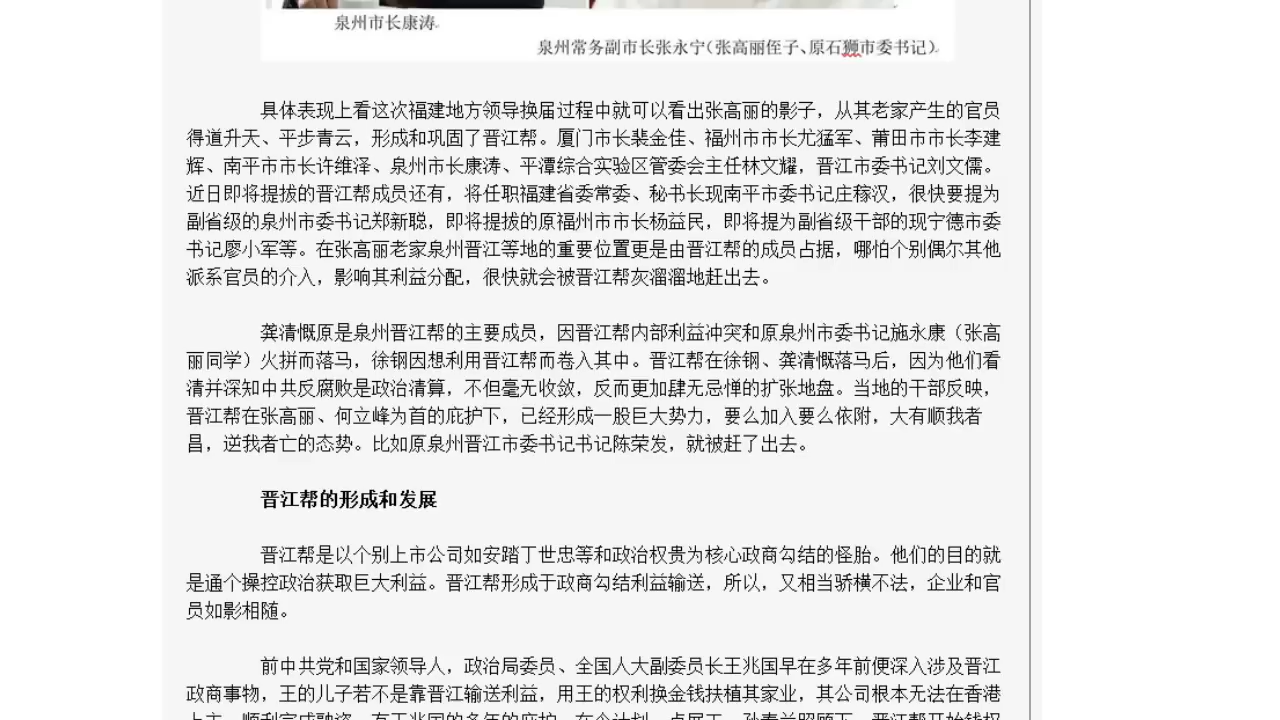 泉州市长康涛
泉州常务副市长张永宁(张高丽侄子、原石狮市委书记)
具体表现上看这次福建地方领导换届过程中就可以看出张高丽的影子，从其老家产生的官员
得道升天、平步青云，形成和巩固了晋江帮。厦门市长裴金佳、福州市市长尤猛军、莆田市市长李建
辉、南平市市长许维泽、泉州市长康涛、平潭综合实验区管委会主任林文耀，晋江市委书记刘文儒。
近日即将提拔的晋江帮成员还有，将任职福建省委常委、秘书长现南平市委书记庄稼汉，很快要提为
副省级的泉州市委书记郑新聪，即将提拔的原福州市市长杨益民，即将提为副省级干部的现宁德市委
书记廖小军等。在张高丽老家泉州晋江等地的重要位置更是由晋江帮的成员占据，哪怕个别偶尔其他
派系官员的介入，影响其利益分配，很快就会被晋江帮灰溜溜地赶出去。
龚清慨原是泉州晋江帮的主要成员，因晋江帮内部利益冲突和原泉州市委书记施永康（张高
丽同学）火拼而落马，徐钢因想利用晋江帮而卷入其中。晋江帮在徐钢、龚清慨落马后，因为他们看
清并深知中共反腐败是政治清算，不但毫无收敛，反而更加肆无忌惮的扩张地盘。当地的干部反映，
晋江帮在张高丽、何立峰为首的庇护下，已经形成一股巨大势力，要么加入要么依附，大有顺我者
昌，逆我者亡的态势。比如原泉州晋江市委书记书记陈荣发，就被赶了出去。
晋江帮的形成和发展
晋江帮是以个别上市公司如安踏丁世忠等和政治权贵为核心政商勾结的怪胎。他们的目的就
是通个操控政治获取巨大利益。晋江帮形成于政商勾结利益输送，所以，又相当骄横不法，企业和官
员如影相随。
前中共党和国家领导人，政治局委员、全国人大副委员长王兆国早在多年前便深入涉及晋江
政商事物，王的儿子若不是靠晋江输送利益，用王的权利换金钱扶植其家业，其公司根本无法在香港